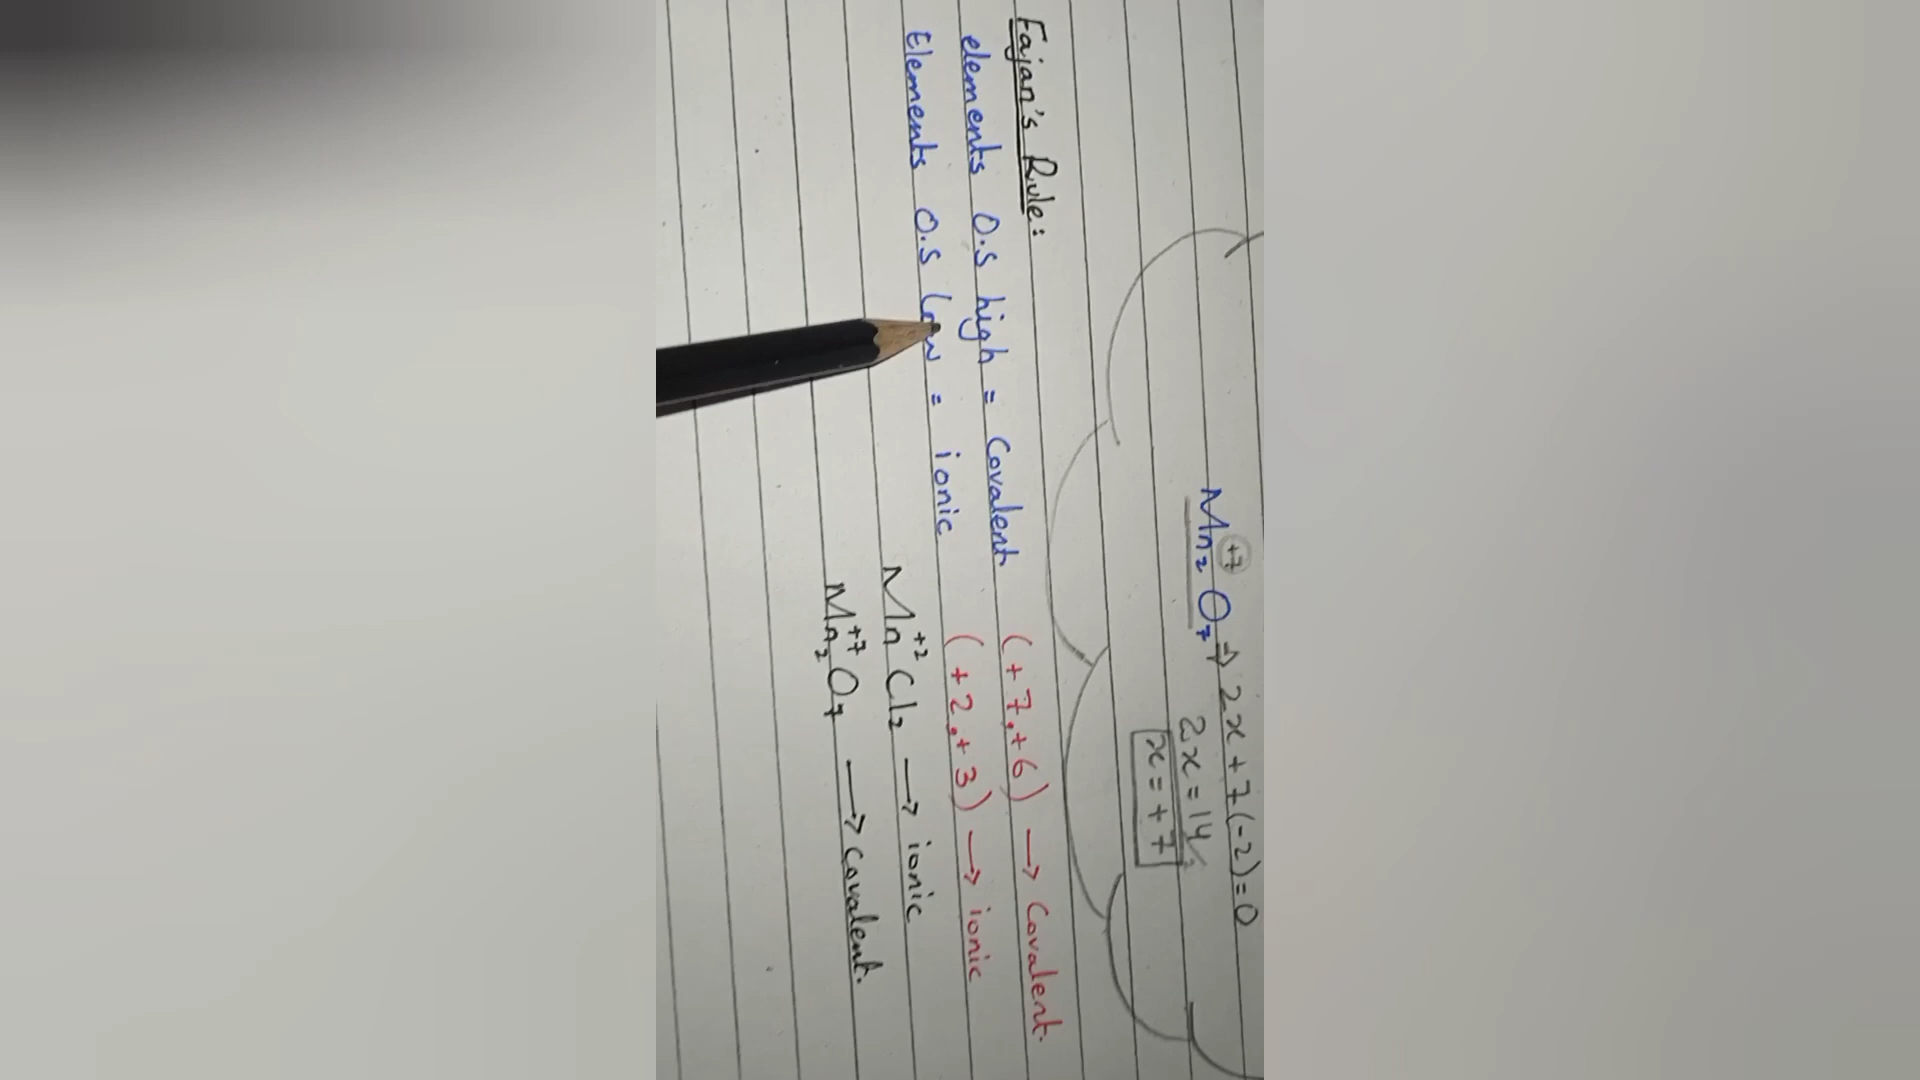 Mn₂⁺⁷O₇ ⇒ 2x + 7(-2) = 0
2x = 14
x = +7
Fajan's Rule:
elements O.S high = Covalent (+7,+6) → Covalent.
Elements O.S low = ionic (+2,+3) → ionic
Mn⁺²Cl₂ → ionic
Mn₂⁺⁷O₇ → Covalent.